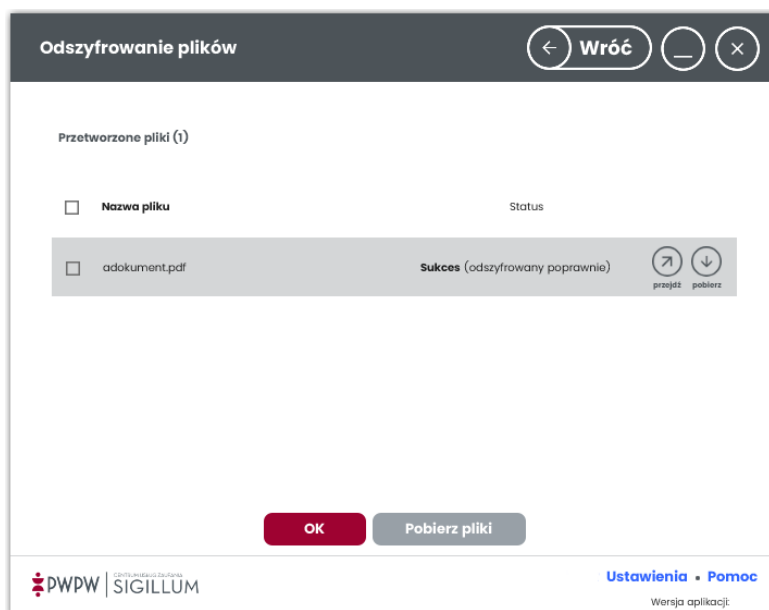 Odszyfrowanie plików
Wróć
Przetworzone pliki (1)
Nazwa pliku Status
adokument.pdf Sukces (odszyfrowany poprawnie)
przejdź pobierz
OK Pobierz pliki
PWPW SIGILLUM
Ustawienia Pomoc
Wersja aplikacji: